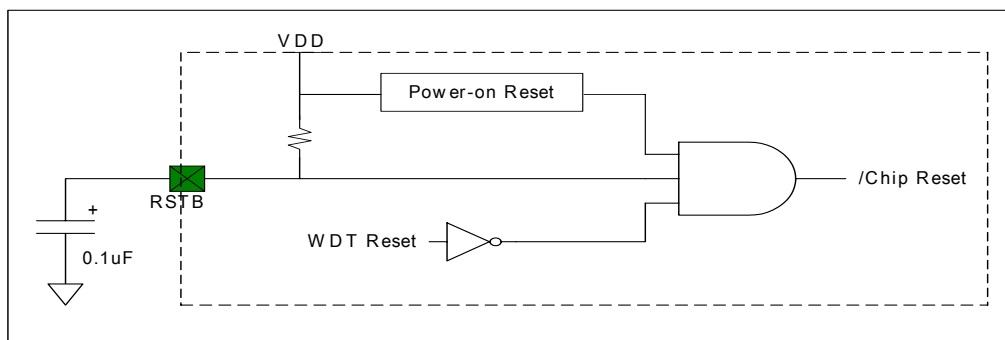 VDD
Power-on Reset
/Chip Reset
RSTB
WDT Reset
+
0.1uF